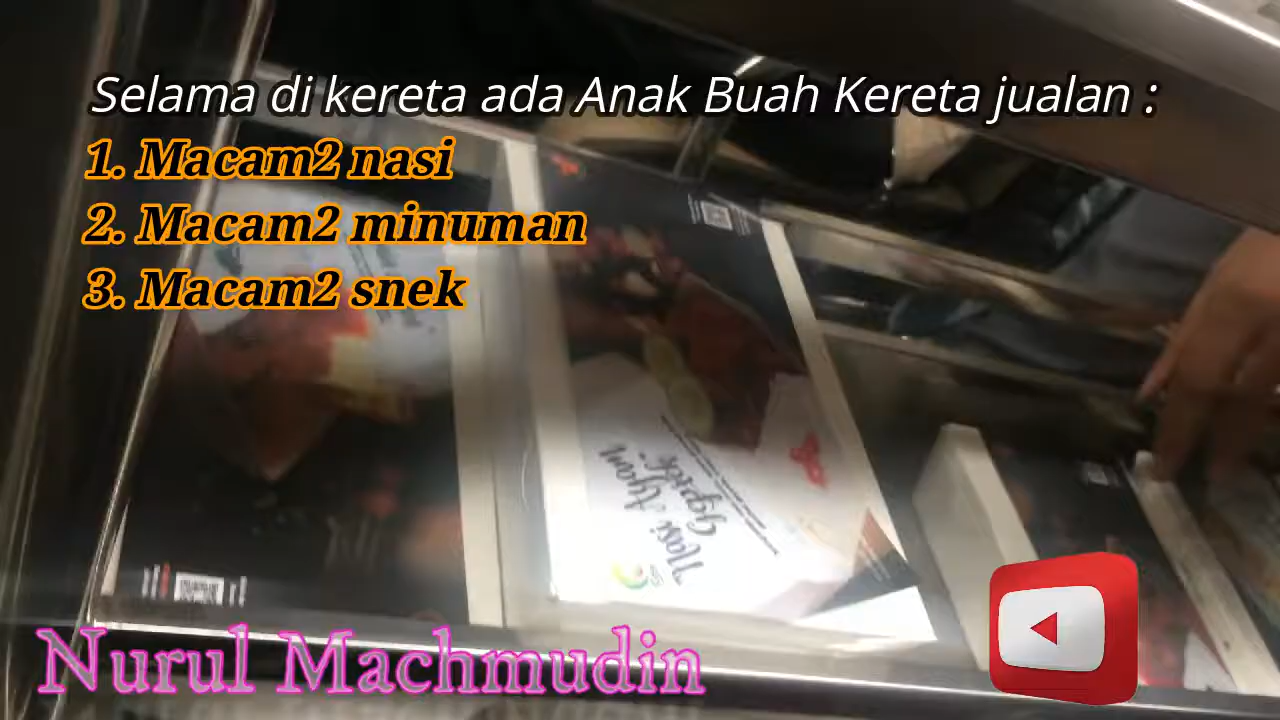 Selama di kereta ada Anak Buah Kereta jualan :
1. Macam2 nasi
2. Macam2 minuman
3. Macam2 snek
Nasi Ayam
Nurul Machmudin